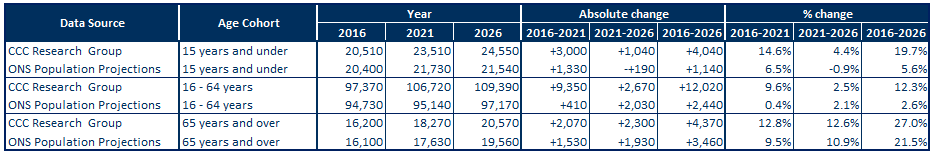 Data Source Age Cohort Year Absolute change % change
2016 2021 2026 2016-2021 2021-2026 2016-2026 2016-2021 2021-2026 2016-2026
CCC Research Group 15 years and under 20,510 23,510 24,550 +3,000 +1,040 +4,040 14.6% 4.4% 19.7%
ONS Population Projections 15 years and under 20,400 21,730 21,540 +1,330 -+190 +1,140 6.5% -0.9% 5.6%
CCC Research Group 16 - 64 years 97,370 106,720 109,390 +9,350 +2,670 +12,020 9.6% 2.5% 12.3%
ONS Population Projections 16 - 64 years 94,730 95,140 97,170 +410 +2,030 +2,440 0.4% 2.1% 2.6%
CCC Research Group 65 years and over 16,200 18,270 20,570 +2,070 +2,300 +4,370 12.8% 12.6% 27.0%
ONS Population Projections 65 years and over 16,100 17,630 19,560 +1,530 +1,930 +3,460 9.5% 10.9% 21.5%